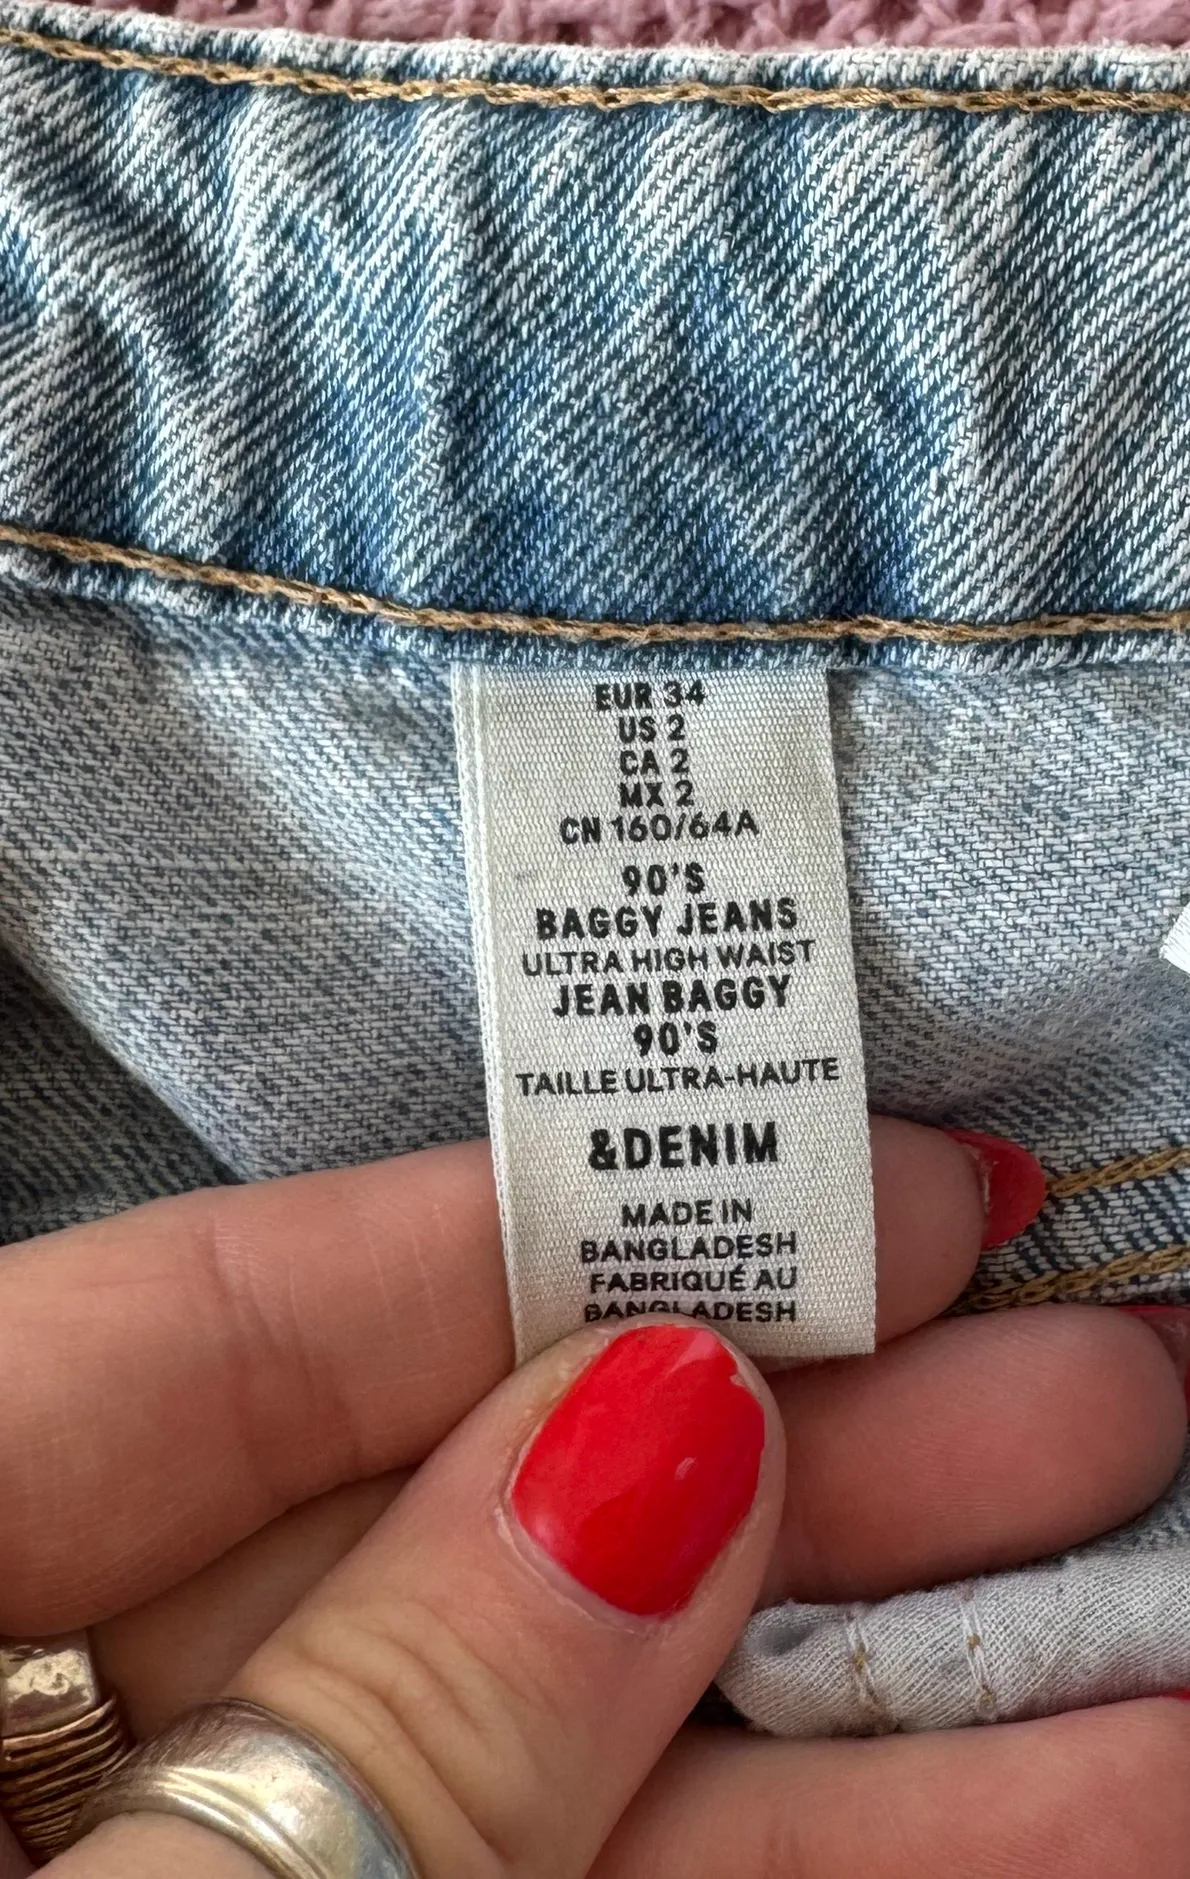 EUR 34
US 2
CA 2
MX 2
CN 160/64A
90'S
BAGGY JEANS
ULTRA HIGH WAIST
JEAN BAGGY
90'S
TAILLE ULTRA-HAUTE
&DENIM
MADE IN
BANGLADESH
FABRIQUÉ AU
BANGLADESH